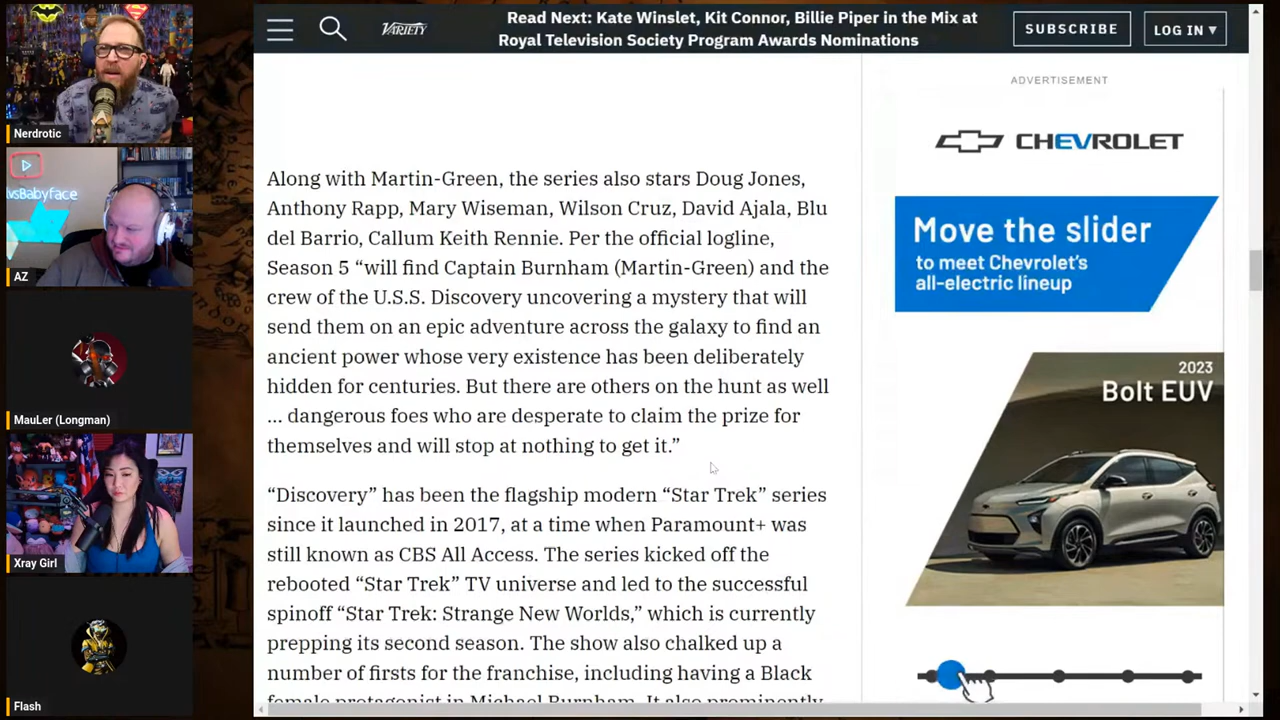 Nerdrotic
vsBabyface
AZ
MauLer (Longman)
Xray Girl
Flash
VARIETY
Read Next: Kate Winslet, Kit Connor, Billie Piper in the Mix at
Royal Television Society Program Awards Nominations
SUBSCRIBE
LOG IN ▾
Along with Martin-Green, the series also stars Doug Jones,
Anthony Rapp, Mary Wiseman, Wilson Cruz, David Ajala, Blu
del Barrio, Callum Keith Rennie. Per the official logline,
Season 5 “will find Captain Burnham (Martin-Green) and the
crew of the U.S.S. Discovery uncovering a mystery that will
send them on an epic adventure across the galaxy to find an
ancient power whose very existence has been deliberately
hidden for centuries. But there are others on the hunt as well
… dangerous foes who are desperate to claim the prize for
themselves and will stop at nothing to get it.”
“Discovery” has been the flagship modern “Star Trek” series
since it launched in 2017, at a time when Paramount+ was
still known as CBS All Access. The series kicked off the
rebooted “Star Trek” TV universe and led to the successful
spinoff “Star Trek: Strange New Worlds,” which is currently
prepping its second season. The show also chalked up a
number of firsts for the franchise, including having a Black
female protagonist in Michael Burnham. It also prominently
ADVERTISEMENT
CHEVROLET
Move the slider
to meet Chevrolet’s
all-electric lineup
2023
Bolt EUV